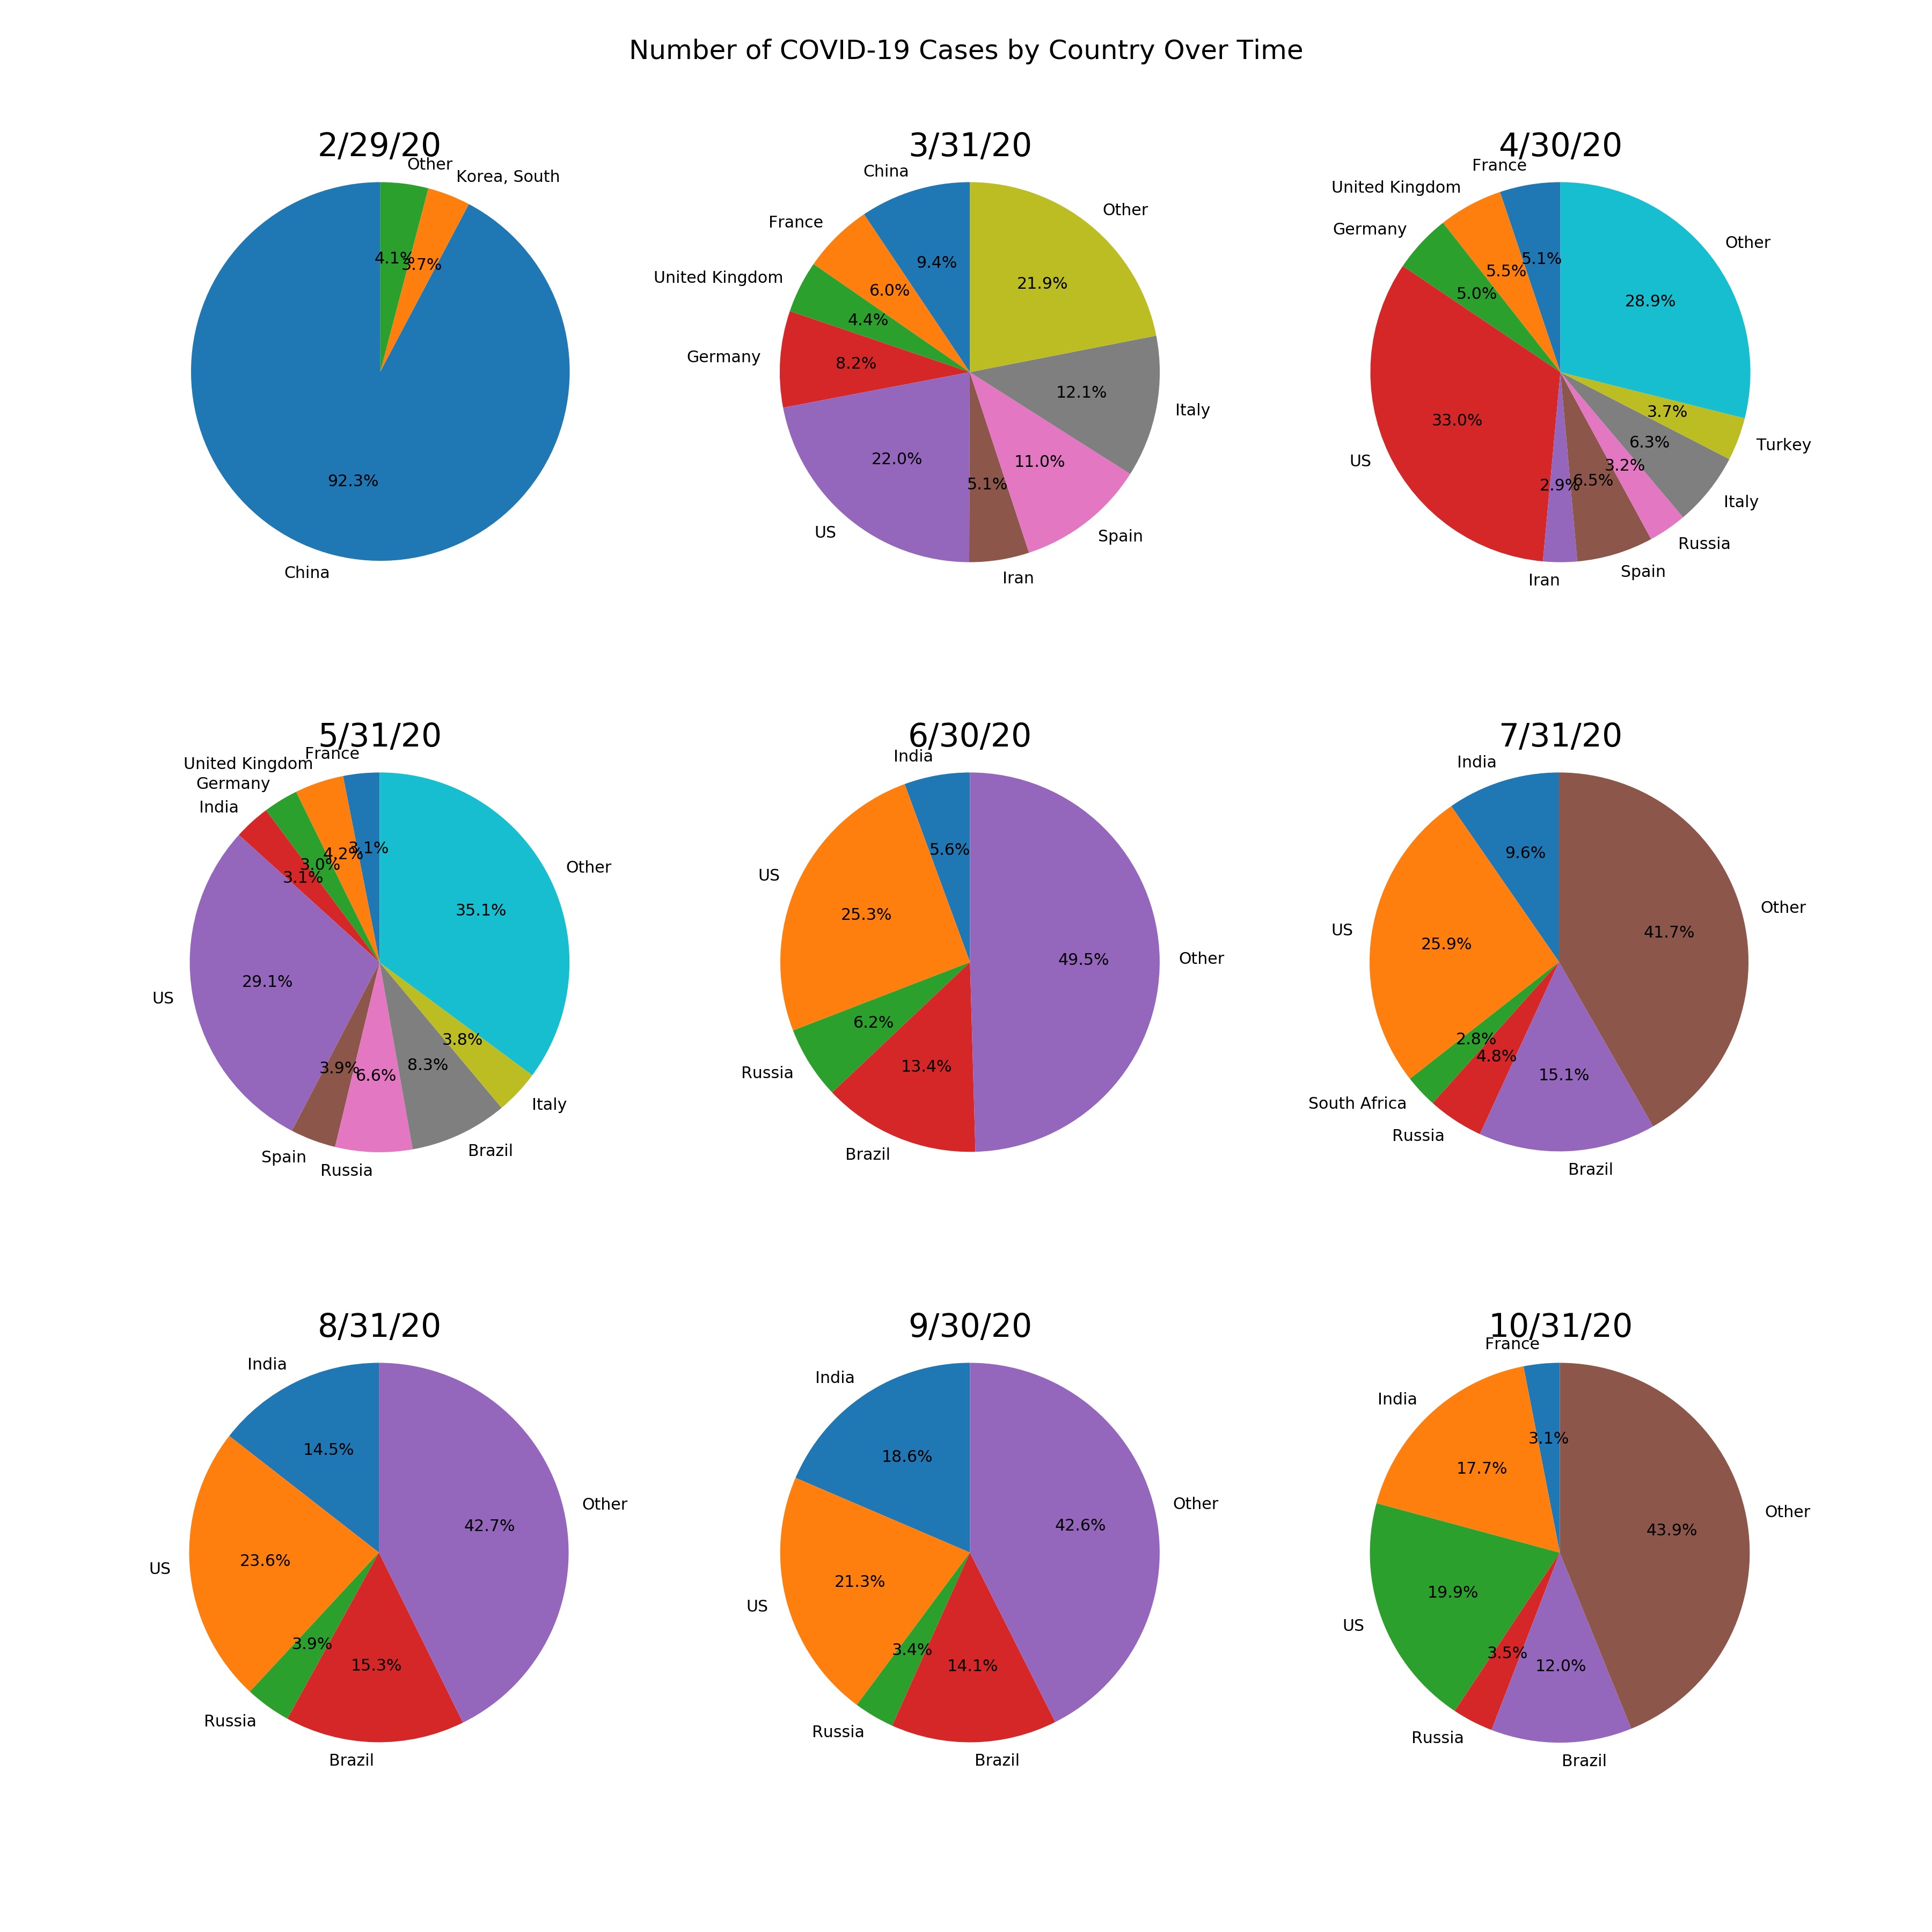 Number of COVID-19 Cases by Country Over Time
2/29/20
Other
Korea, South
4.1%
3.7%
92.3%
China
3/31/20
China
Other
France
United Kingdom
Germany
US
Iran
Spain
Italy
9.4%
6.0%
4.4%
8.2%
22.0%
5.1%
11.0%
12.1%
21.9%
4/30/20
France
United Kingdom
Germany
US
Iran
Spain
Russia
Italy
Turkey
Other
5.1%
5.5%
5.0%
33.0%
2.9%
6.5%
3.2%
6.3%
3.7%
28.9%
5/31/20
France
United Kingdom
Germany
India
US
Spain
Russia
Brazil
Italy
Other
3.1%
4.2%
3.0%
3.1%
29.1%
3.9%
6.6%
8.3%
3.8%
35.1%
6/30/20
India
US
Russia
Brazil
Other
5.6%
25.3%
6.2%
13.4%
49.5%
7/31/20
India
US
South Africa
Russia
Brazil
Other
9.6%
25.9%
2.8%
4.8%
15.1%
41.7%
8/31/20
India
US
Russia
Brazil
Other
14.5%
23.6%
3.9%
15.3%
42.7%
9/30/20
India
US
Russia
Brazil
Other
18.6%
21.3%
3.4%
14.1%
42.6%
10/31/20
France
India
US
Russia
Brazil
Other
3.1%
17.7%
19.9%
3.5%
12.0%
43.9%